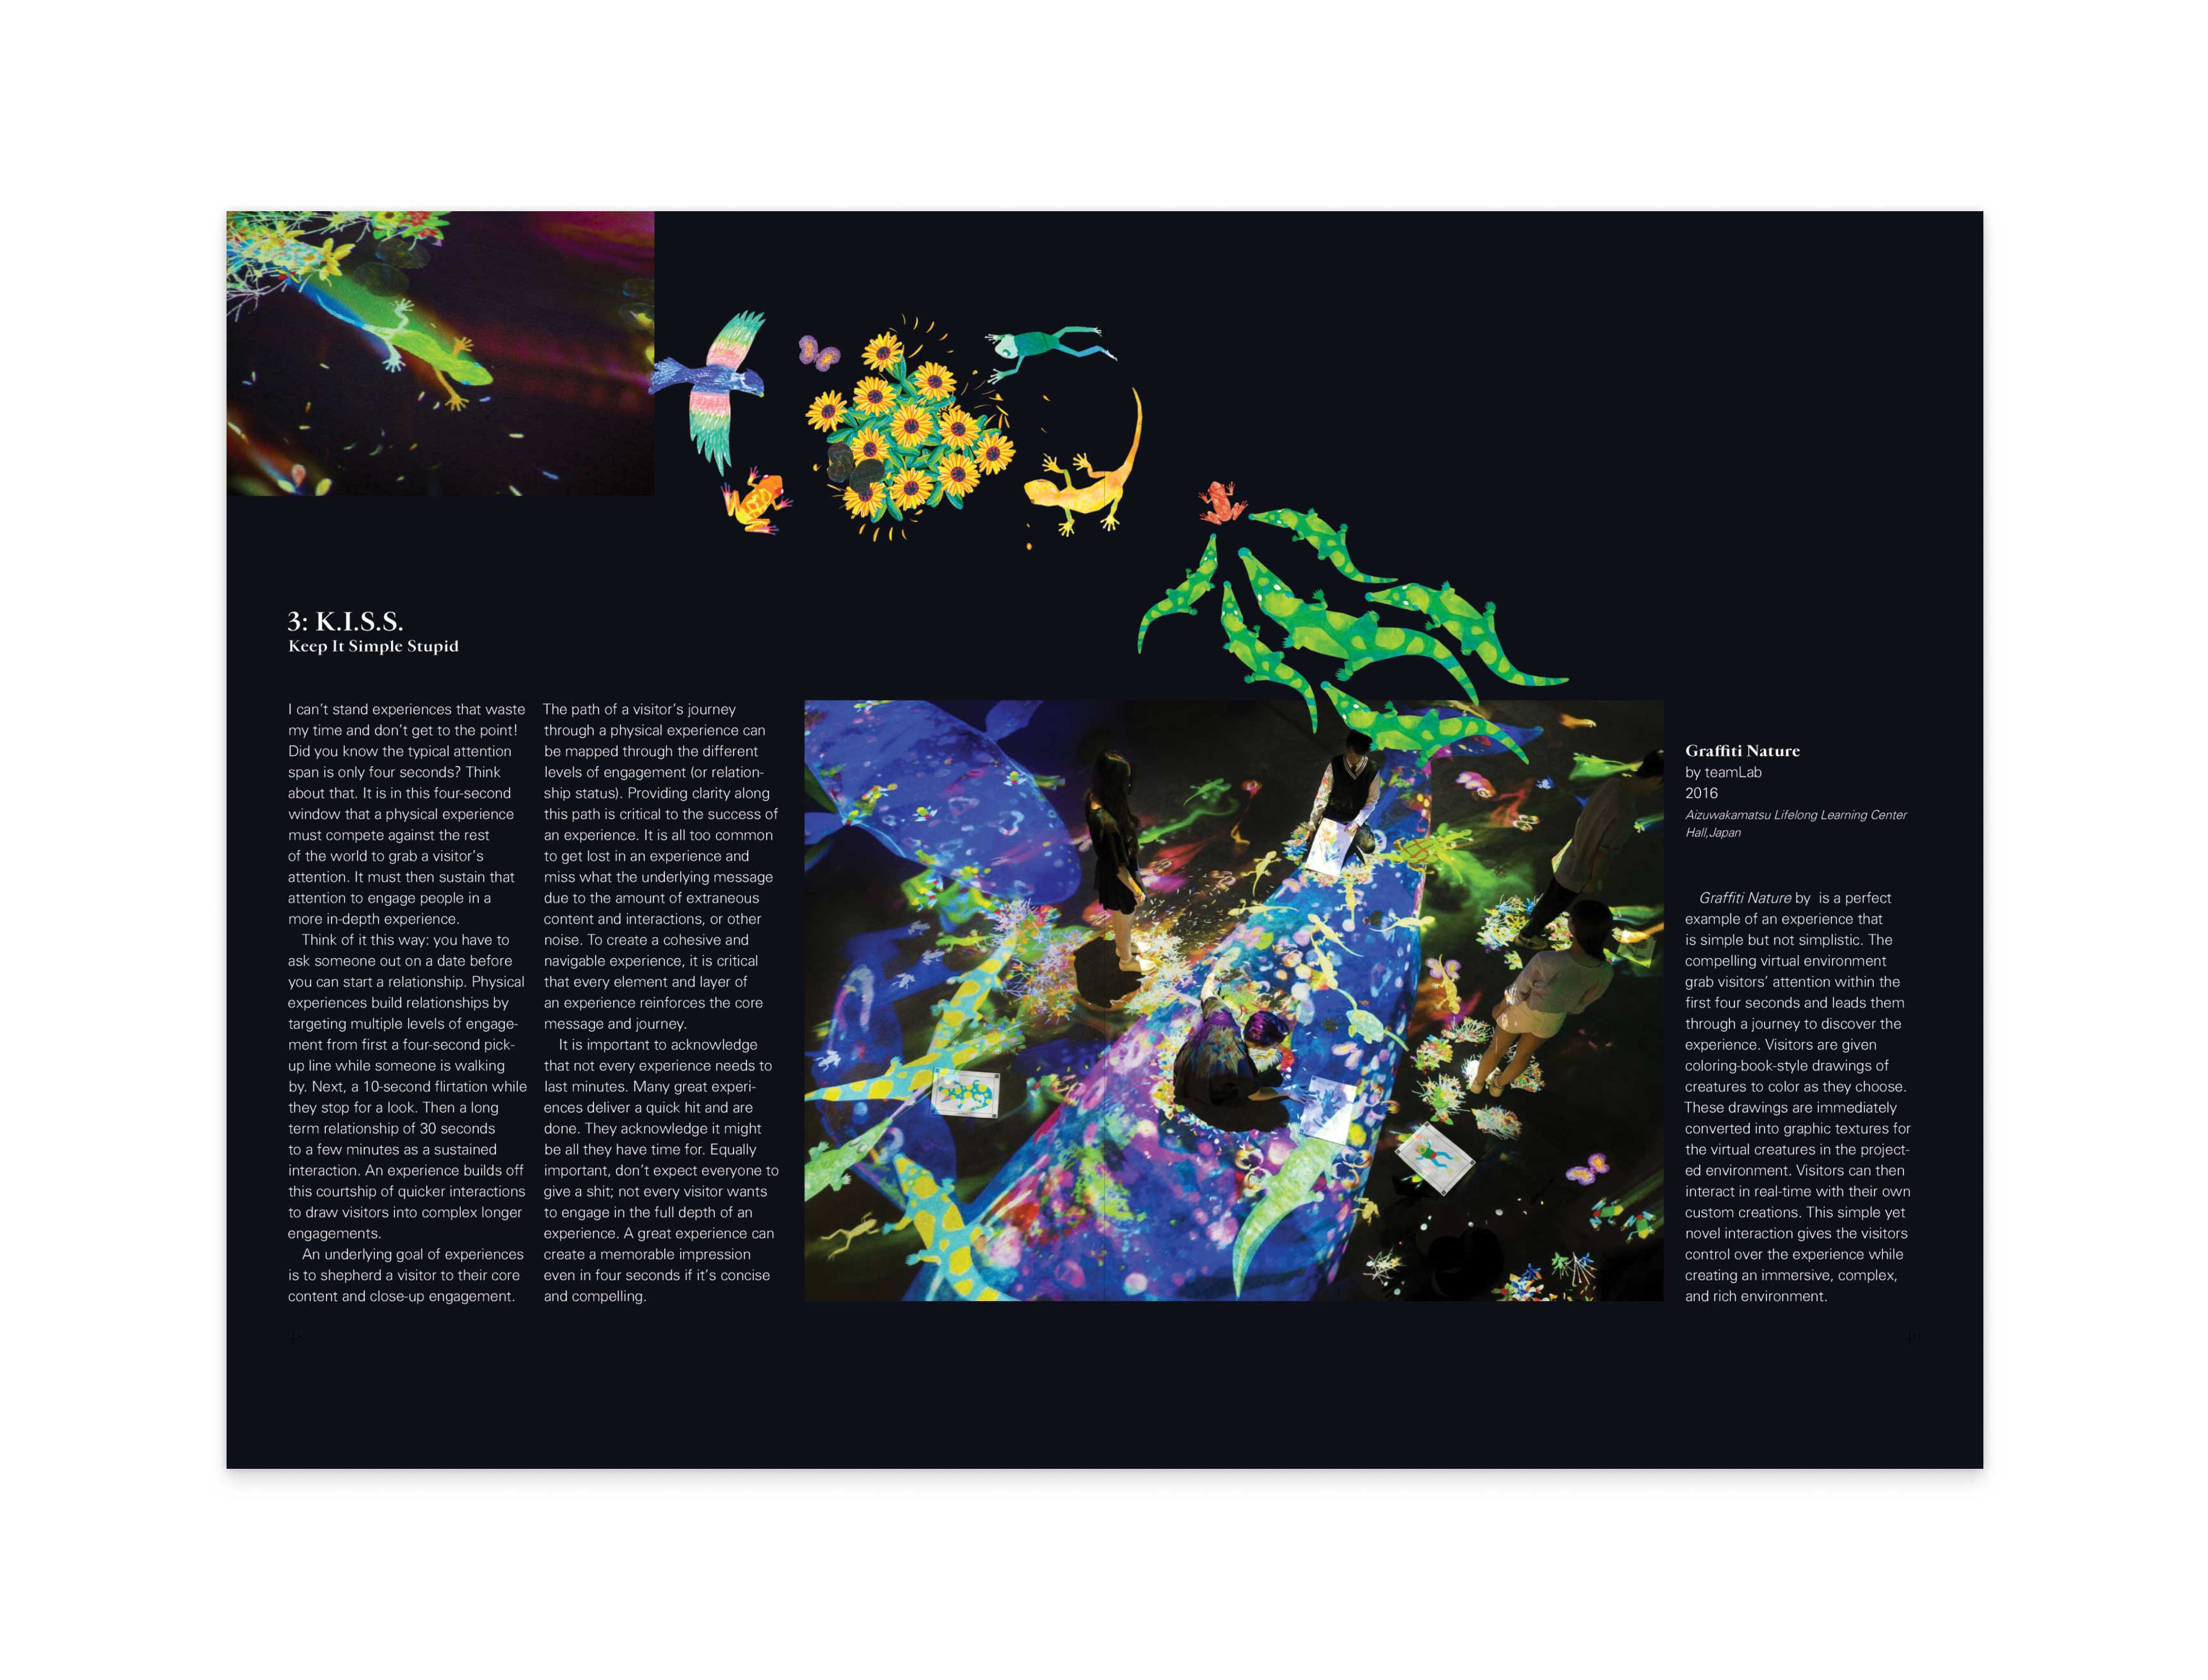 3: K.I.S.S.
Keep It Simple Stupid
I can't stand experiences that waste
my time and don't get to the point!
Did you know the typical attention
span is only four seconds? Think
about that. It is in this four-second
window that a physical experience
must compete against the rest
of the world to grab a visitor's
attention. It must then sustain that
attention to engage people in a
more in-depth experience.
Think of it this way: you have to
ask someone out on a date before
you can start a relationship. Physical
experiences build relationships by
targeting multiple levels of engage-
ment from first a four-second pick-
up line while someone is walking
by. Next, a 10-second flirtation while
they stop for a look. Then a long
term relationship of 30 seconds
to a few minutes as a sustained
interaction. An experience builds off
this courtship of quicker interactions
to draw visitors into complex longer
engagements.
An underlying goal of experiences
is to shepherd a visitor to their core
content and close-up engagement.
The path of a visitor's journey
through a physical experience can
be mapped through the different
levels of engagement (or relation-
ship status). Providing clarity along
this path is critical to the success of
an experience. It is all too common
to get lost in an experience and
miss what the underlying message
due to the amount of extraneous
content and interactions, or other
noise. To create a cohesive and
navigable experience, it is critical
that every element and layer of
an experience reinforces the core
message and journey.
It is important to acknowledge
that not every experience needs to
last minutes. Many great experi-
ences deliver a quick hit and are
done. They acknowledge it might
be all they have time for. Equally
important, don't expect everyone to
give a shit; not every visitor wants
to engage in the full depth of an
experience. A great experience can
create a memorable impression
even in four seconds if it's concise
and compelling.
Graffiti Nature
by teamLab
2016
Aizuwakamatsu Lifelong Learning Center
Hall,Japan
Graffiti Nature by  is a perfect
example of an experience that
is simple but not simplistic. The
compelling virtual environment
grab visitors' attention within the
first four seconds and leads them
through a journey to discover the
experience. Visitors are given
coloring-book-style drawings of
creatures to color as they choose.
These drawings are immediately
converted into graphic textures for
the virtual creatures in the project-
ed environment. Visitors can then
interact in real-time with their own
custom creations. This simple yet
novel interaction gives the visitors
control over the experience while
creating an immersive, complex,
and rich environment.